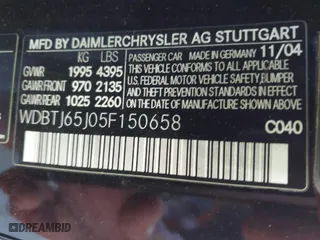 MFD BY DAIMLERCHRYSLER AG STUTTGART
KG LBS PASSENGER CAR MADE IN GERMANY 11/04
GVWR 1995 4395 THIS VEHICLE CONFORMS TO ALL APPLICABLE
GAWR FRONT 970 2135 U.S. FEDERAL MOTOR VEHICLE SAFETY, BUMPER,
GAWR REAR 1025 2260 AND THEFT PREVENTION STANDARDS IN EFFECT
ON THE DATE OF MANUFACTURE SHOWN ABOVE
WDBTJ65J05F150658
C040
DREAMBID